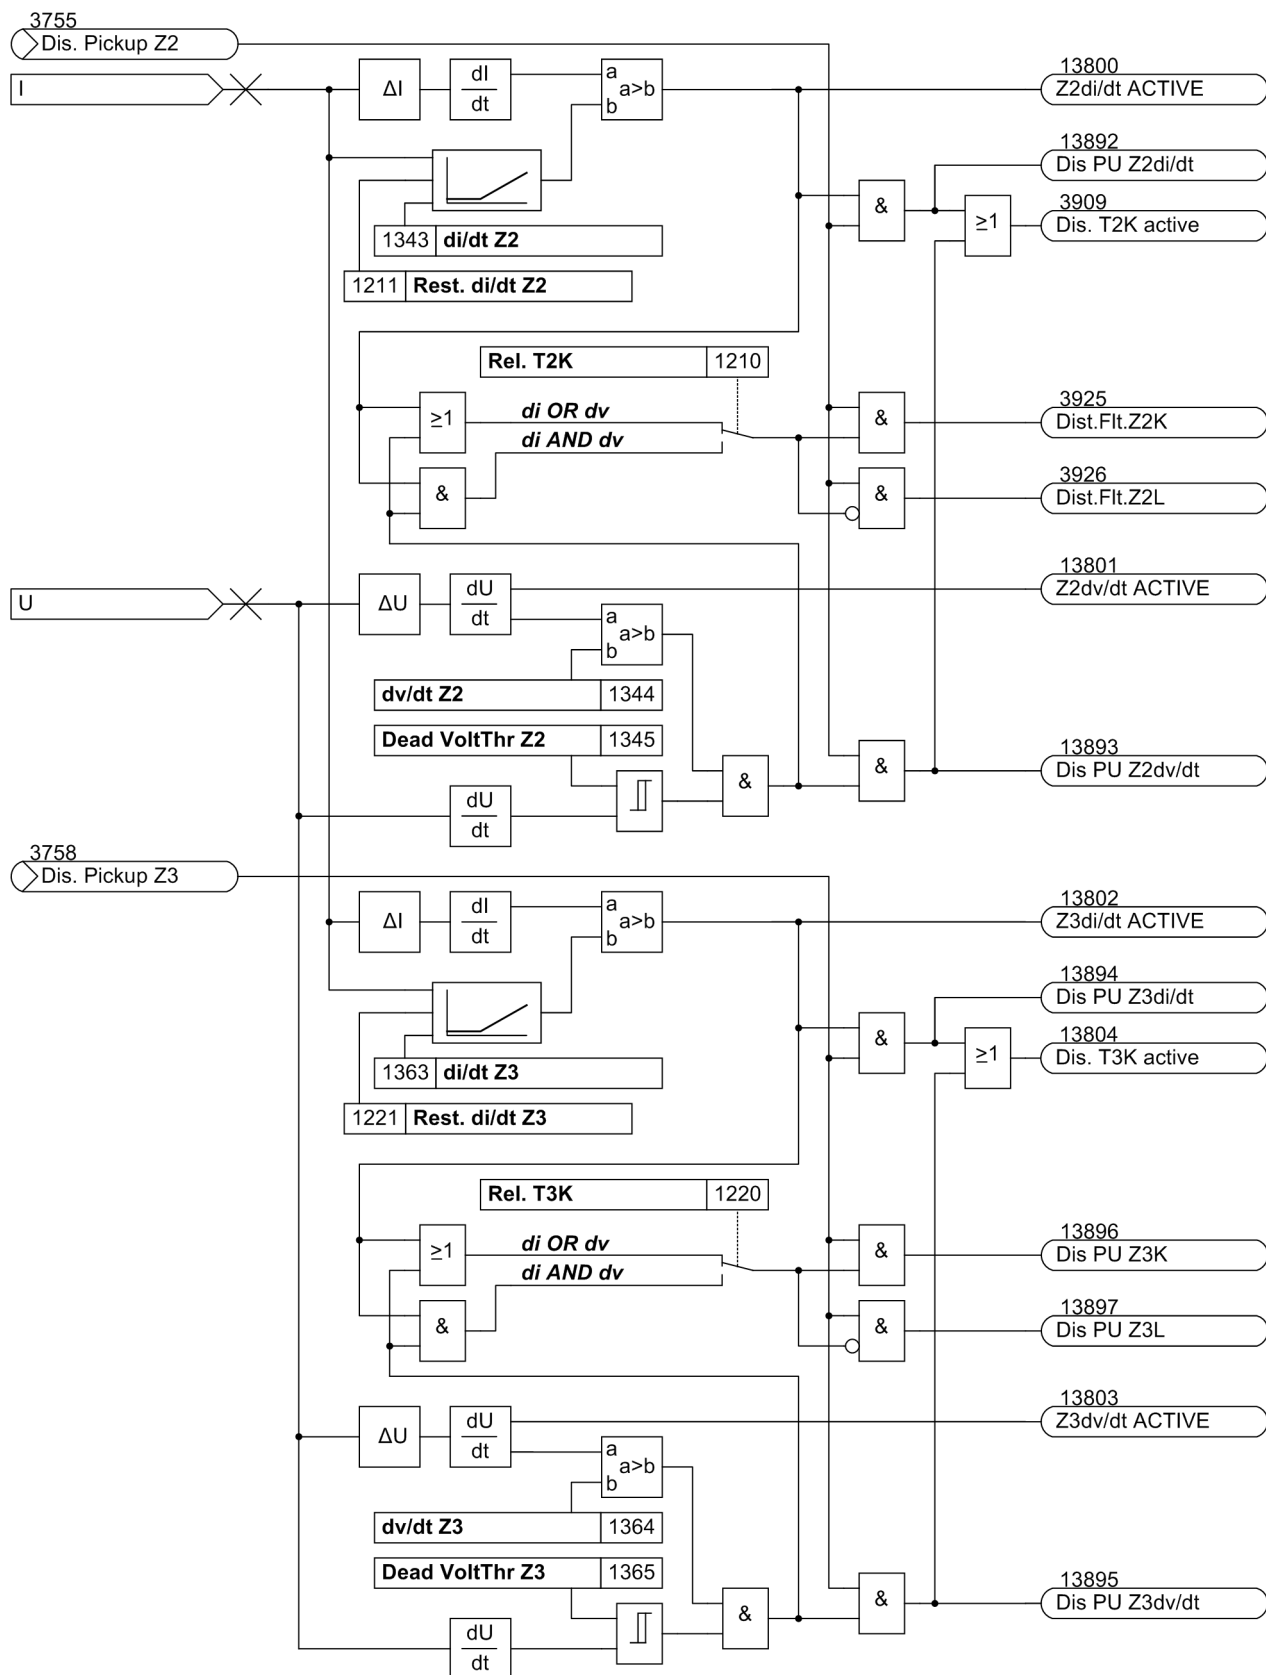 3755
Dis. Pickup Z2
I
ΔI
dI
dt
a
a>b
b
13800
Z2di/dt ACTIVE
13892
Dis PU Z2di/dt
&
≥1
3909
Dis. T2K active
1343 di/dt Z2
1211 Rest. di/dt Z2
Rel. T2K 1210
≥1
di OR dv
di AND dv
&
3925
Dist.Flt.Z2K
&
&
3926
Dist.Flt.Z2L
13801
Z2dv/dt ACTIVE
U
ΔU
dU
dt
a
a>b
b
dv/dt Z2 1344
Dead VoltThr Z2 1345
&
&
13893
Dis PU Z2dv/dt
dU
dt
3758
Dis. Pickup Z3
ΔI
dI
dt
a
a>b
b
13802
Z3di/dt ACTIVE
13894
Dis PU Z3di/dt
&
≥1
13804
Dis. T3K active
1363 di/dt Z3
1221 Rest. di/dt Z3
Rel. T3K 1220
≥1
di OR dv
di AND dv
&
13896
Dis PU Z3K
&
&
13897
Dis PU Z3L
13803
Z3dv/dt ACTIVE
ΔU
dU
dt
a
a>b
b
dv/dt Z3 1364
Dead VoltThr Z3 1365
&
&
13895
Dis PU Z3dv/dt
dU
dt